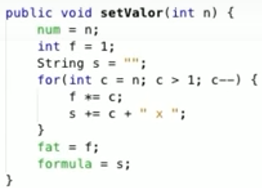 public void setValor(int n) {
    num = n;
    int f = 1;
    String s = "";
    for(int c = n; c > 1; c--) {
        f *= c;
        s += c + " x ";
    }
    fat = f;
    formula = s;
}